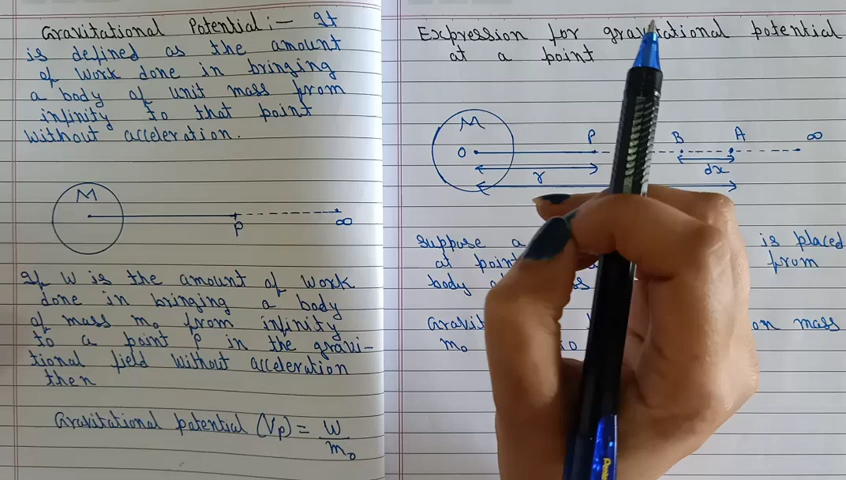 Gravitational Potential :- It
is defined as the amount
of work done in bringing
a body of unit mass from
infinity to that point
without acceleration.
M
P
∞
If W is the amount of work
done in bringing a body
of mass m₀ from infinity
to a point P in the gravi-
tional field without acceleration
then
Gravitational potential (Vp) = W/m₀
Expression for gravitational potential
at a point
M
O P B A ∞
r dx
Suppose a is placed
at point from
body
on mass
m₀